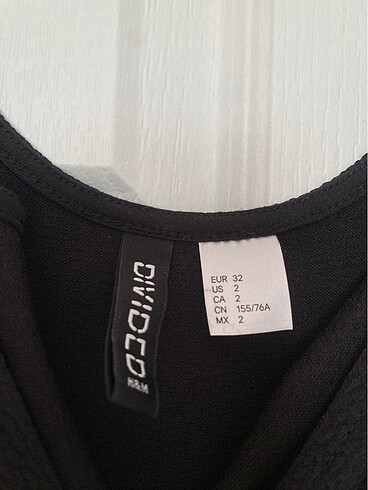 DIVIDED
H&M
EUR 32
US 2
CA 2
CN 155/76A
MX 2